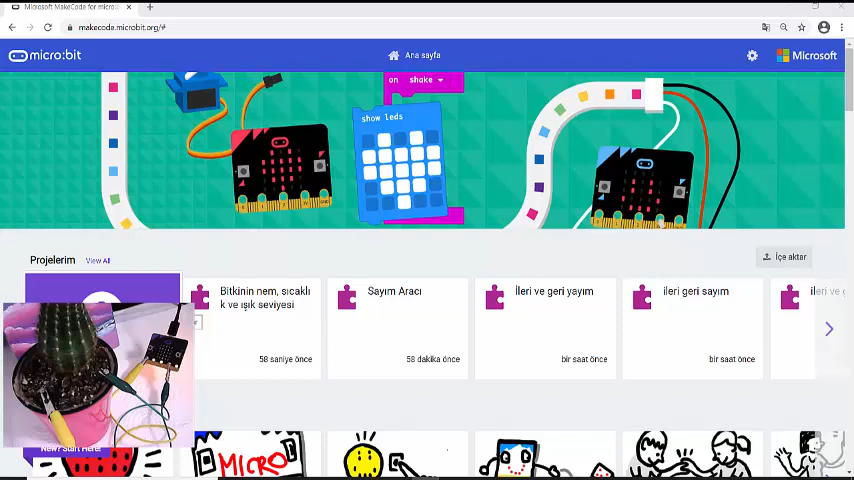 Microsoft MakeCode for micro:
makecode.microbit.org/#
micro:bit
Ana sayfa
Microsoft
on shake
show leds
Projelerim
View All
İçe aktar
Bitkinin nem, sıcaklı
k ve ışık seviyesi
58 saniye önce
Sayım Aracı
58 dakika önce
İleri ve geri yayım
bir saat önce
ileri geri sayım
bir saat önce
ileri ve g
New? Start Here!
MICRO